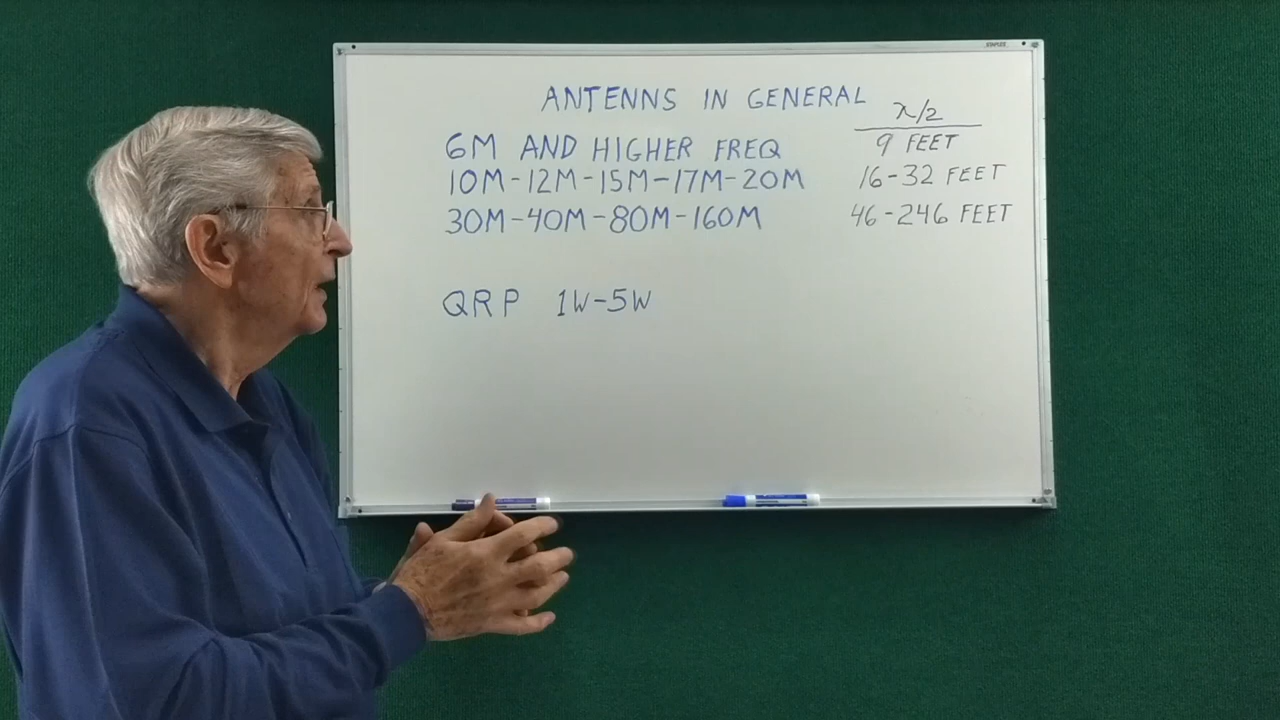 STAPLES
ANTENNS IN GENERAL
λ/2
6M AND HIGHER FREQ 9 FEET
10M-12M-15M-17M-20M 16-32 FEET
30M-40M-80M-160M 46-246 FEET
QRP 1W-5W